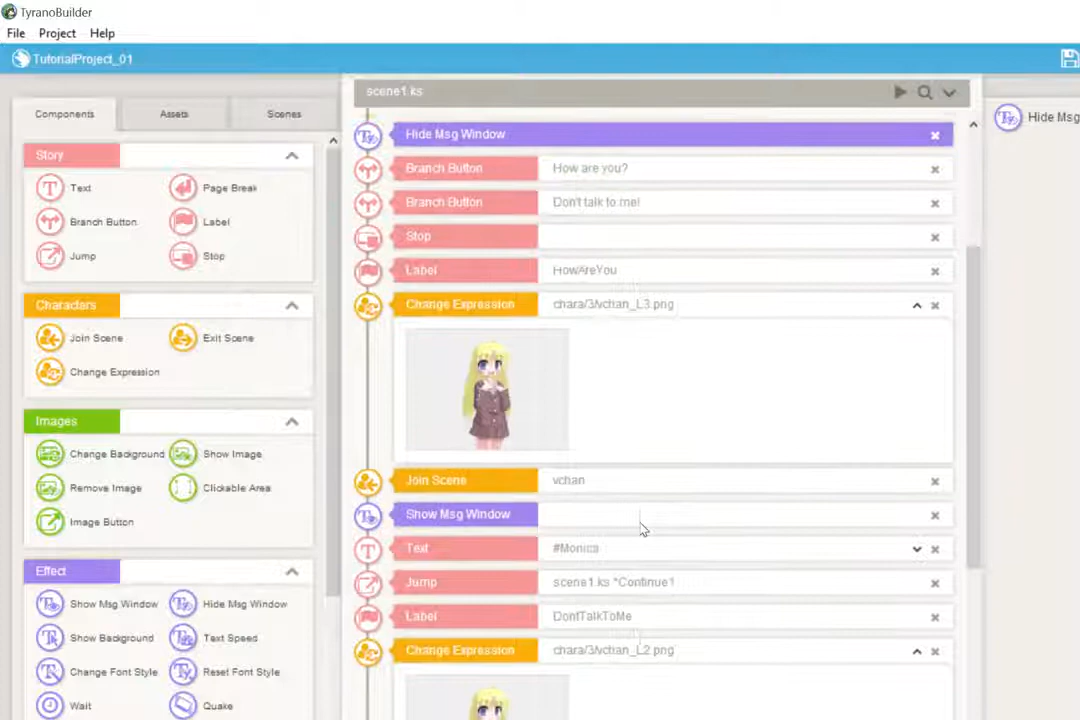 TyranoBuilder
File Project Help
TutorialProject_01
Components Assets Scenes
Story
Text Page Break
Branch Button Label
Jump Stop
Characters
Join Scene Exit Scene
Change Expression
Images
Change Background Show Image
Remove Image Clickable Area
Image Button
Effect
Show Msg Window Hide Msg Window
Show Background Text Speed
Change Font Style Reset Font Style
Wait Quake
scene1.ks
Hide Msg Window
Branch Button How are you?
Branch Button Don't talk to me!
Stop
Label HowAreYou
Change Expression chara/3/vchan_L3.png
Join Scene vchan
Show Msg Window
Text #Monica
Jump scene1.ks *Continue1
Label DontTalkToMe
Change Expression chara/3/vchan_L2.png
Hide Msg